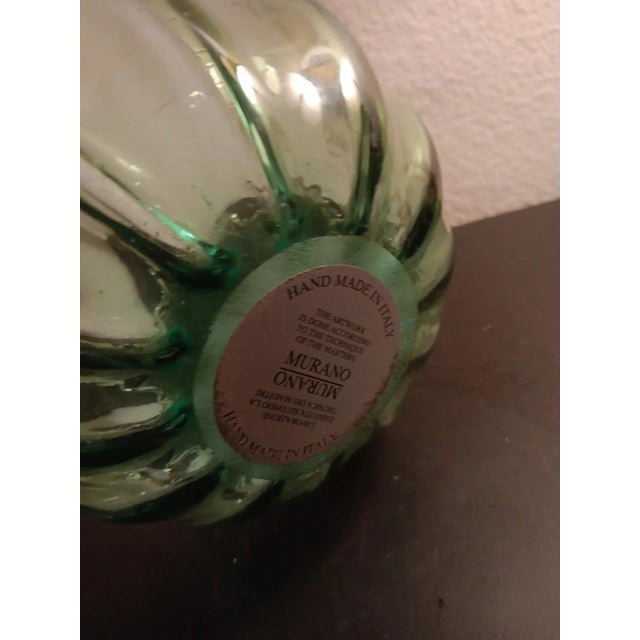 HAND MADE IN ITALY
THE ARTWORK
IS DONE ACCORDING
TO THE TECHNIQUE
OF THE MASTERS
MURANO
MURANO
LAVORAZIONE
ESEGUITA SECONDO LA
TECNICA DEI MAESTRI
HAND MADE IN ITALY